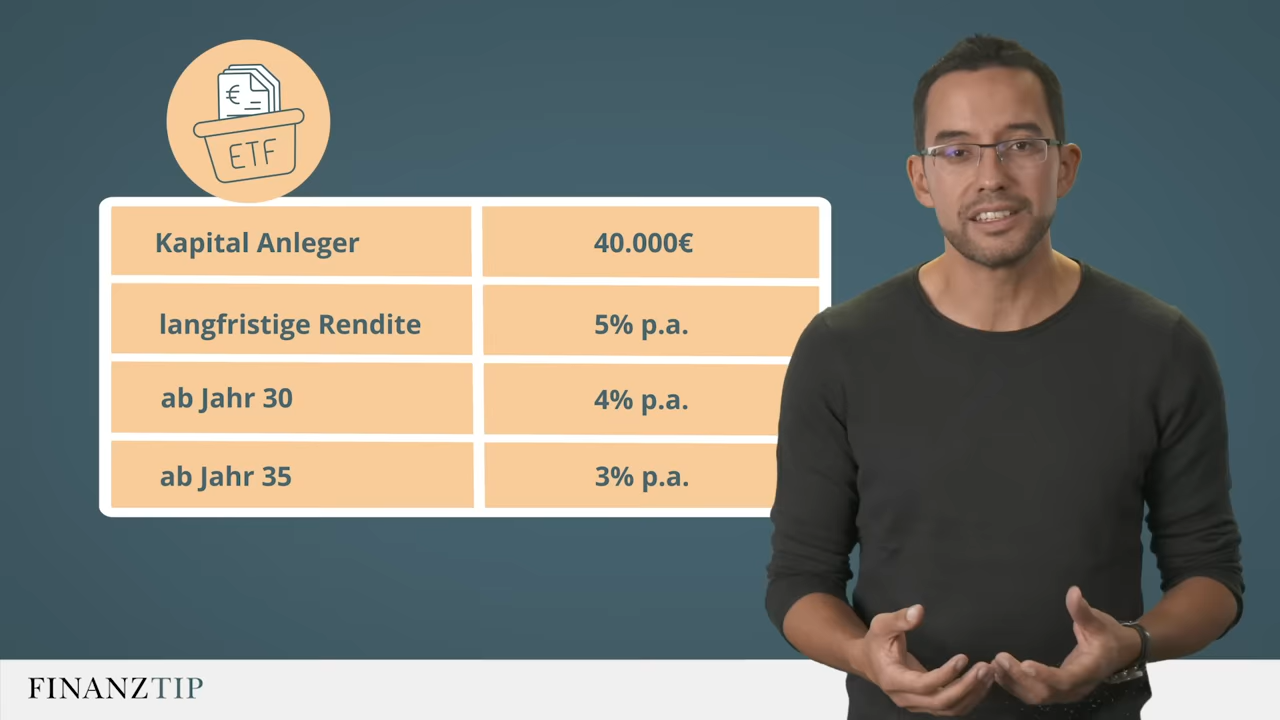 €
ETF
Kapital Anleger 40.000€
langfristige Rendite 5% p.a.
ab Jahr 30 4% p.a.
ab Jahr 35 3% p.a.
FINANZTIP